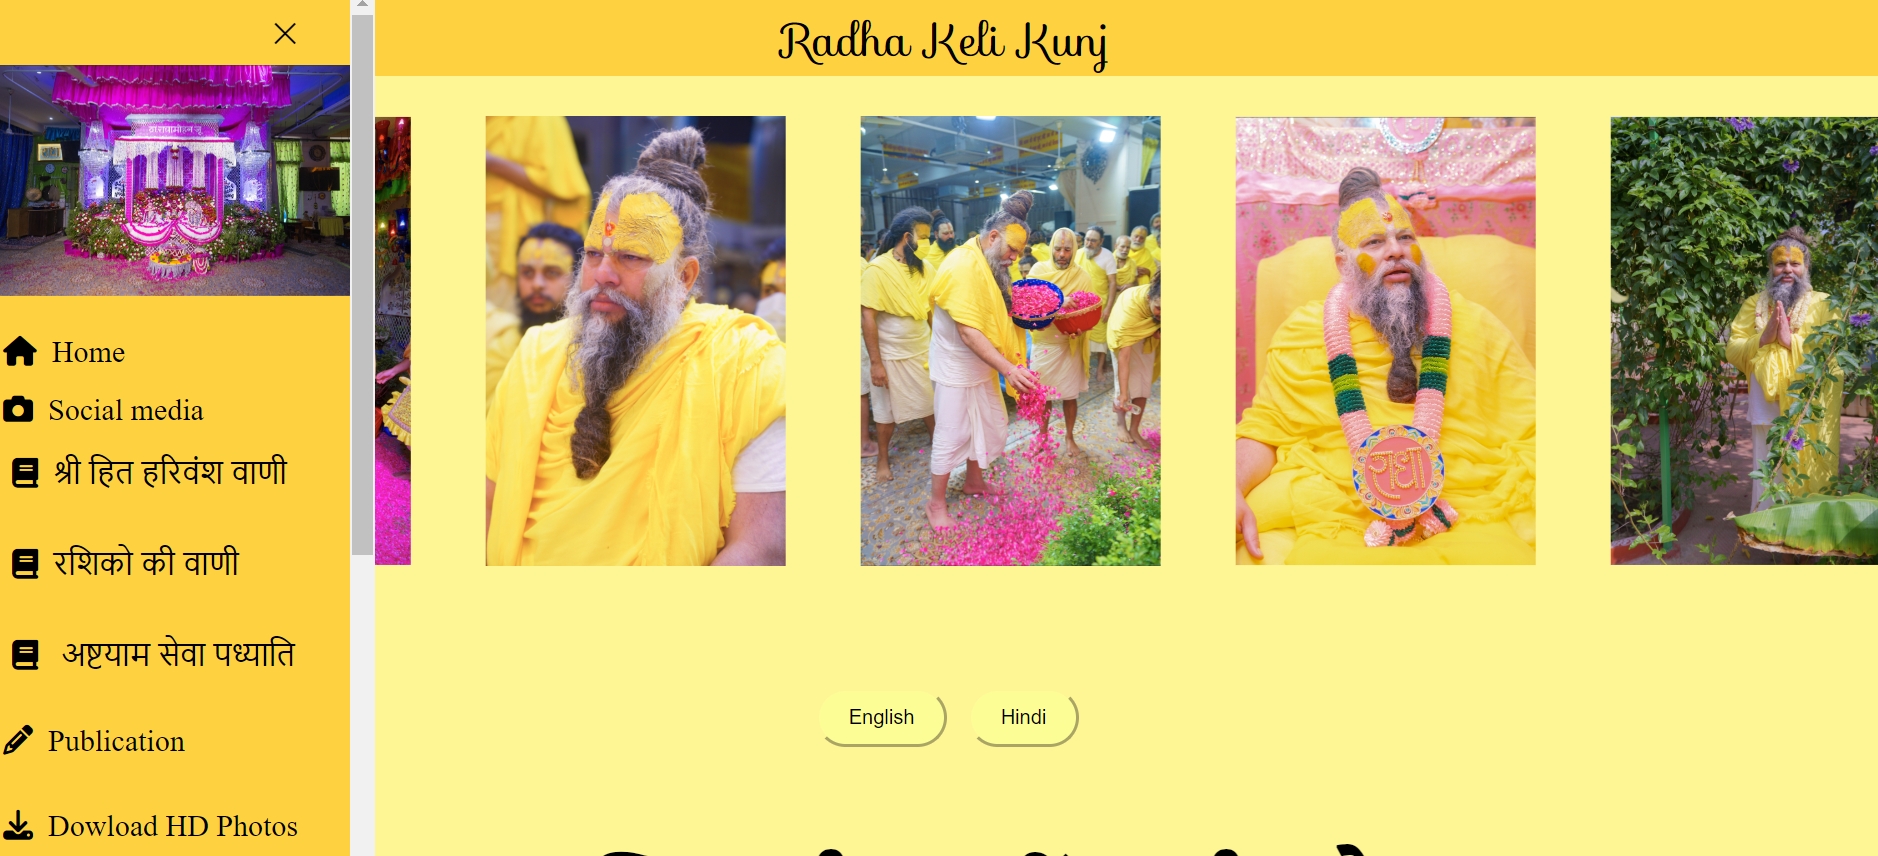 Radha Keli Kunj
Home
Social media
श्री हित हरिवंश वाणी
रशिको की वाणी
अष्टयाम सेवा पध्याति
Publication
Dowload HD Photos
राधा
English
Hindi